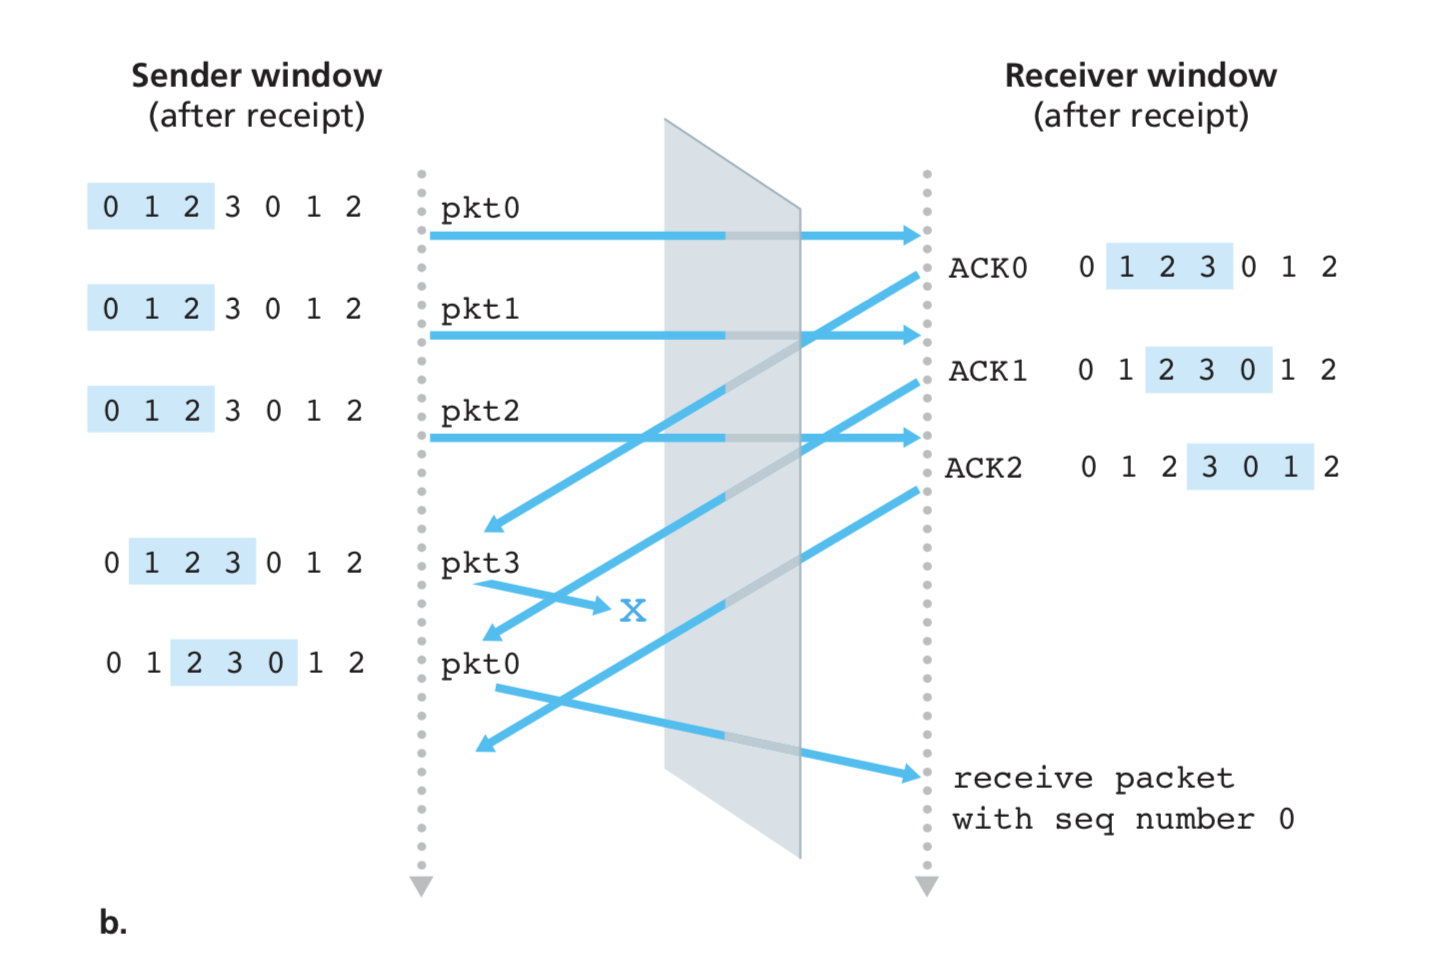 Sender window
(after receipt)
Receiver window
(after receipt)
0 1 2 3 0 1 2
pkt0
ACK0 0 1 2 3 0 1 2
0 1 2 3 0 1 2
pkt1
ACK1 0 1 2 3 0 1 2
0 1 2 3 0 1 2
pkt2
ACK2 0 1 2 3 0 1 2
0 1 2 3 0 1 2
pkt3
X
0 1 2 3 0 1 2
pkt0
receive packet
with seq number 0
b.